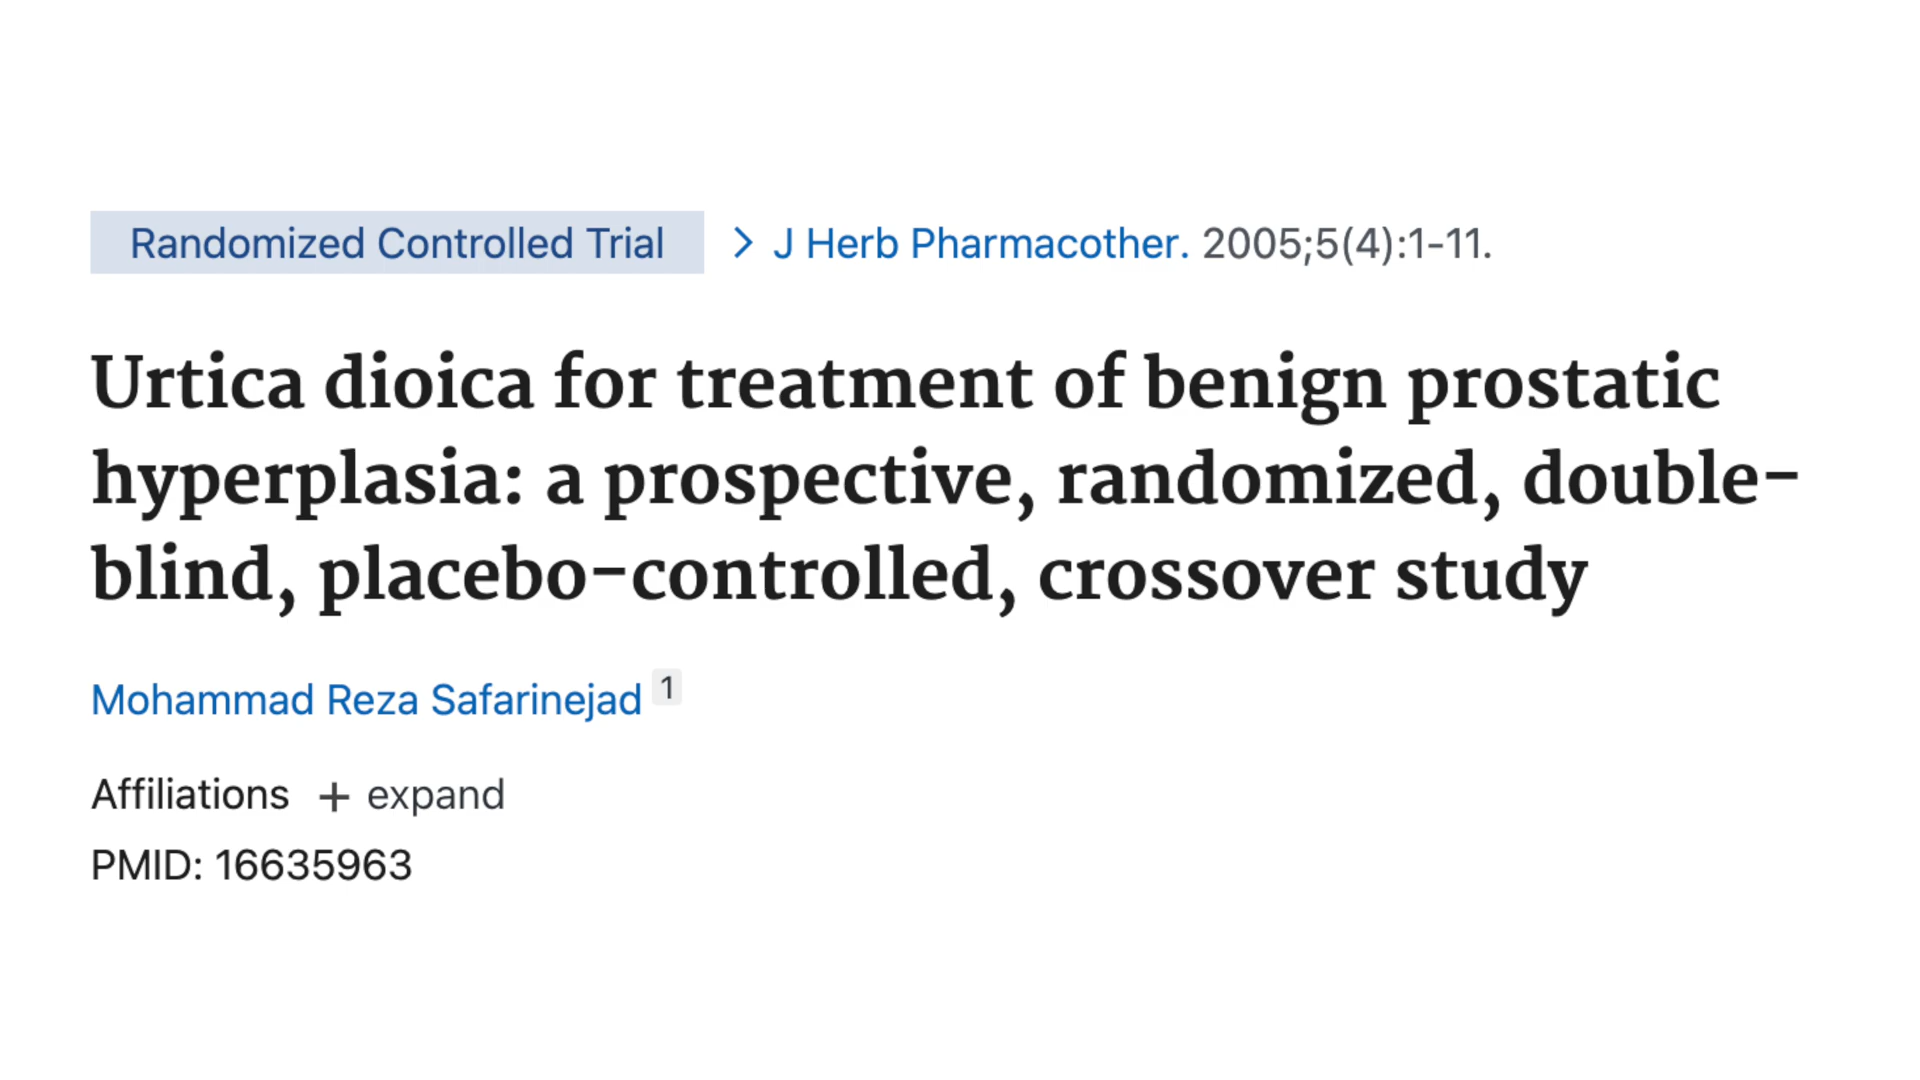 Randomized Controlled Trial > J Herb Pharmacother. 2005;5(4):1-11.
Urtica dioica for treatment of benign prostatic
hyperplasia: a prospective, randomized, double-
blind, placebo-controlled, crossover study
Mohammad Reza Safarinejad 1
Affiliations + expand
PMID: 16635963